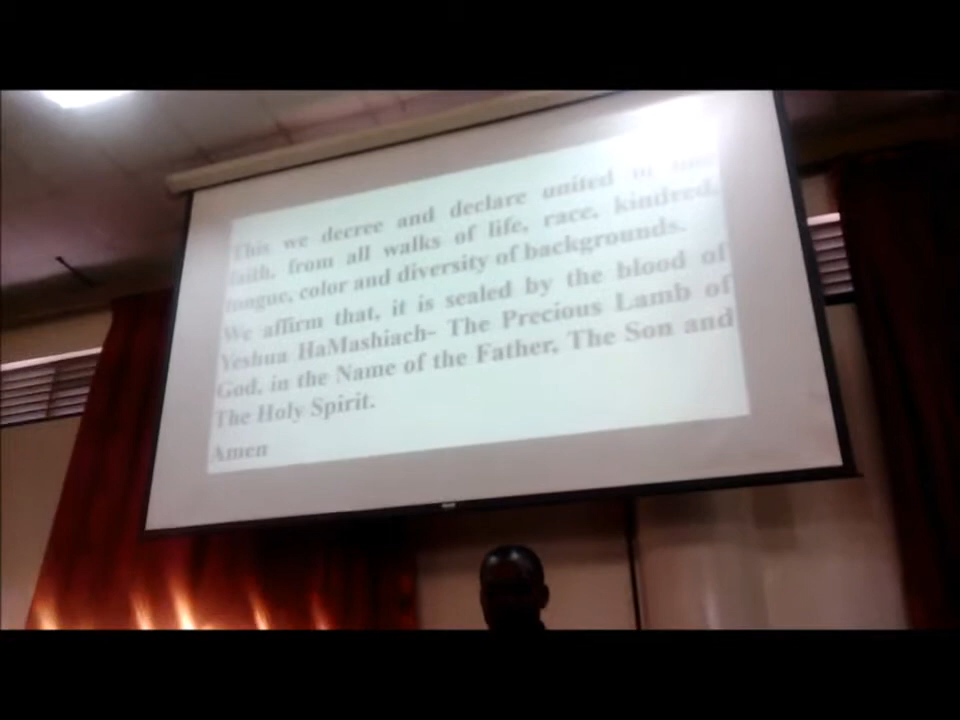 This we decree and declare united in
faith, from all walks of life, race, kindred,
tongue, color and diversity of backgrounds.
We affirm that, it is sealed by the blood of
Yeshua HaMashiach- The Precious Lamb of
God, in the Name of the Father, The Son and
The Holy Spirit.
Amen